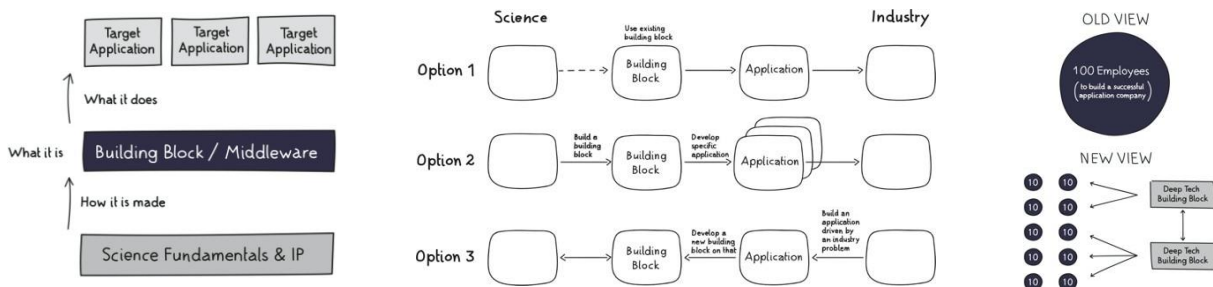 Target
Application
Target
Application
Target
Application
What it does
What it is
Building Block / Middleware
How it is made
Science Fundamentals & IP
Science
Industry
Option 1
Use existing
building block
Building
Block
Application
Option 2
Build a
building
block
Building
Block
Develop
specific
application
Application
Option 3
Building
Block
Develop a
new building
block on that
Application
Build an
application
driven by
an industry
problem
OLD VIEW
100 Employees
(to build a successful
application company)
NEW VIEW
10 10
10 10
10 10
10 10
10 10
Deep Tech
Building Block
Deep Tech
Building Block